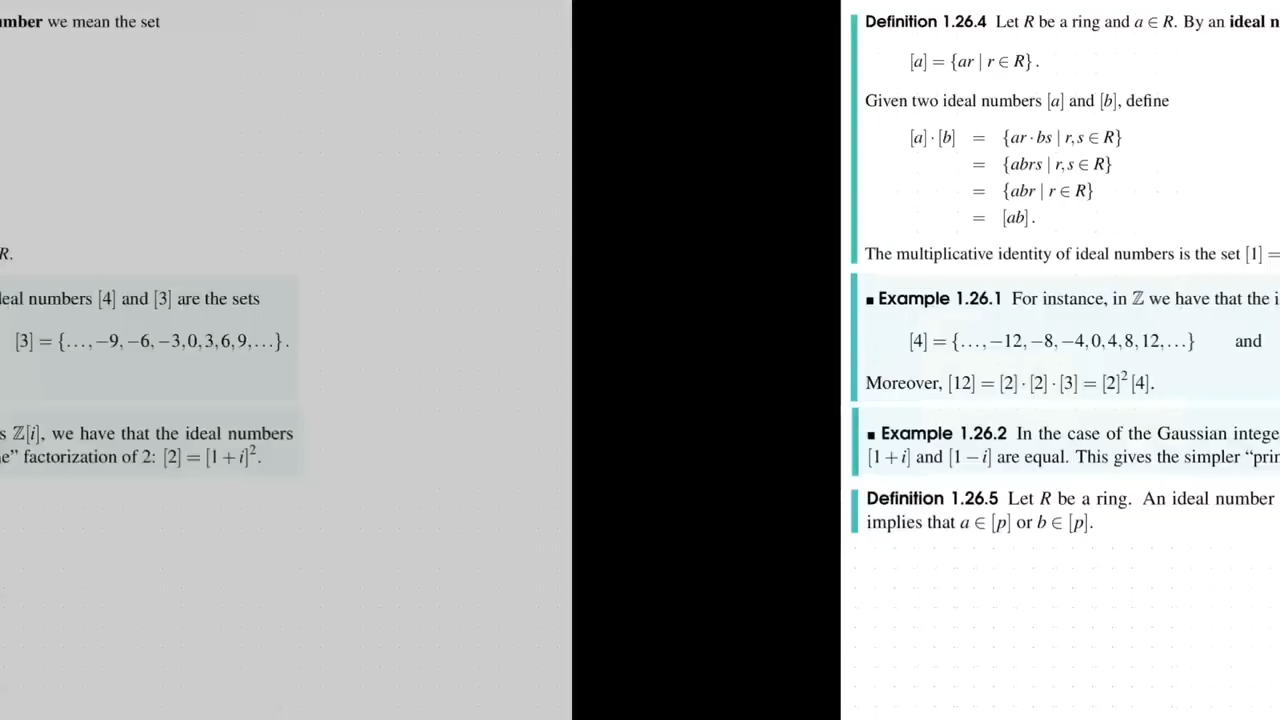 umber we mean the set
R.
eal numbers [4] and [3] are the sets
[3] = {…, −9, −6, −3, 0, 3, 6, 9, …}.
s ℤ[i], we have that the ideal numbers
e” factorization of 2: [2] = [1 + i]².
Definition 1.26.4 Let R be a ring and a ∈ R. By an ideal n
[a] = {ar | r ∈ R}.
Given two ideal numbers [a] and [b], define
[a] · [b] = {ar · bs | r, s ∈ R}
= {abrs | r, s ∈ R}
= {abr | r ∈ R}
= [ab].
The multiplicative identity of ideal numbers is the set [1] =
■ Example 1.26.1 For instance, in ℤ we have that the i
[4] = {…, −12, −8, −4, 0, 4, 8, 12, …} and
Moreover, [12] = [2] · [2] · [3] = [2]² [4].
■ Example 1.26.2 In the case of the Gaussian intege
[1 + i] and [1 − i] are equal. This gives the simpler “prin
Definition 1.26.5 Let R be a ring. An ideal number
implies that a ∈ [p] or b ∈ [p].